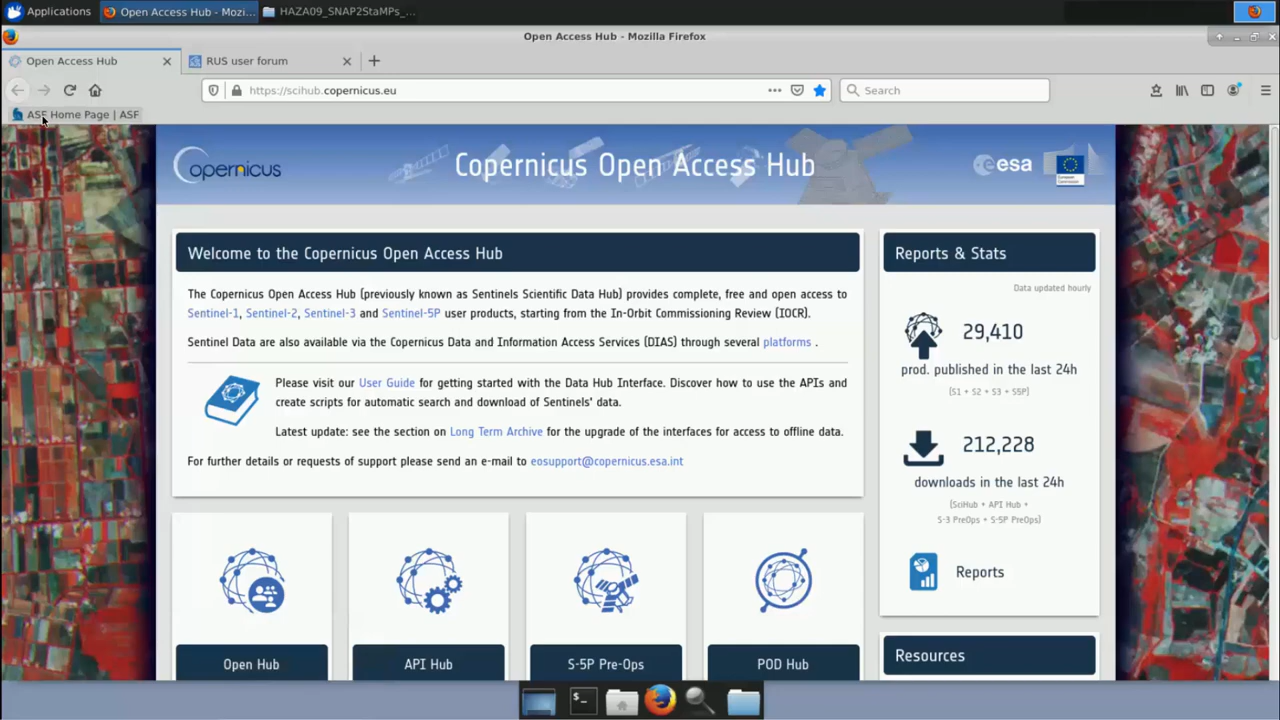 Applications
Open Access Hub - Mozi...
HAZA09_SNAP2StaMPs_...
Open Access Hub - Mozilla Firefox
Open Access Hub
RUS user forum
https://scihub.copernicus.eu
Search
ASF Home Page | ASF
opernicus
Copernicus Open Access Hub
esa
Welcome to the Copernicus Open Access Hub
The Copernicus Open Access Hub (previously known as Sentinels Scientific Data Hub) provides complete, free and open access to
Sentinel-1, Sentinel-2, Sentinel-3 and Sentinel-5P user products, starting from the In-Orbit Commissioning Review (IOCR).
Sentinel Data are also available via the Copernicus Data and Information Access Services (DIAS) through several platforms .
Please visit our User Guide for getting started with the Data Hub Interface. Discover how to use the APIs and
create scripts for automatic search and download of Sentinels' data.
Latest update: see the section on Long Term Archive for the upgrade of the interfaces for access to offline data.
For further details or requests of support please send an e-mail to eosupport@copernicus.esa.int
Open Hub
API Hub
S-5P Pre-Ops
POD Hub
Reports & Stats
Data updated hourly
29,410
prod. published in the last 24h
(S1 + S2 + S3 + S5P)
212,228
downloads in the last 24h
(SciHub + API Hub +
S-3 PreOps + S-5P PreOps)
Reports
Resources